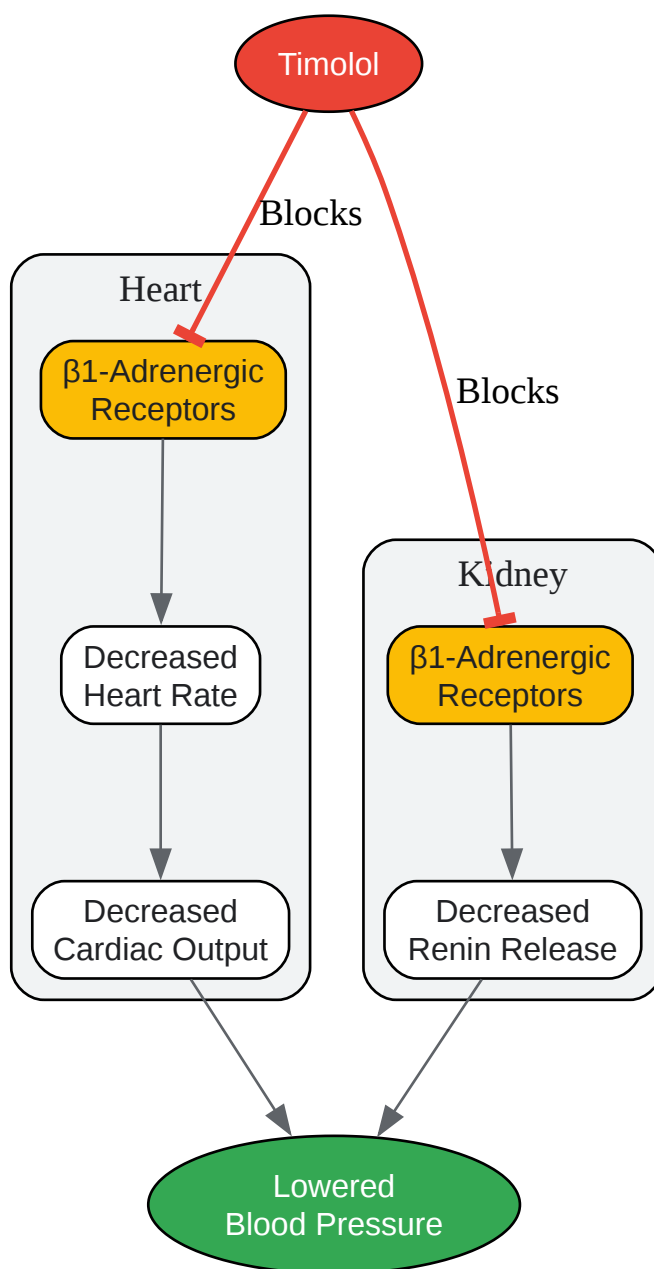 Timolol
Blocks
Heart
β1-Adrenergic
Receptors
Blocks
Kidney
Decreased
Heart Rate
β1-Adrenergic
Receptors
Decreased
Cardiac Output
Decreased
Renin Release
Lowered
Blood Pressure